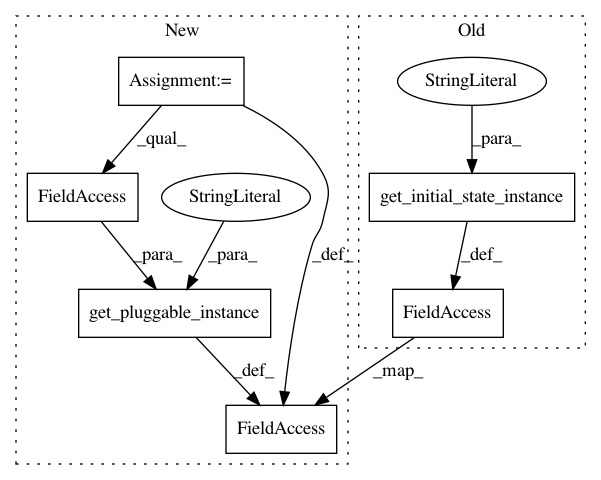 New
Old
Assignment:=
StringLiteral
_qual_
_para_
FieldAccess
StringLiteral
get_initial_state_instance
_para_
_para_
_def_
_def_
get_pluggable_instance
FieldAccess
_def_
_map_
FieldAccess